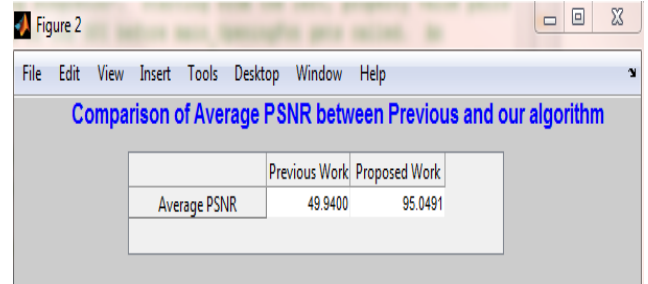 Figure 2
File Edit View Insert Tools Desktop Window Help
Comparison of Average PSNR between Previous and our algorithm
Previous Work Proposed Work
Average PSNR 49.9400 95.0491